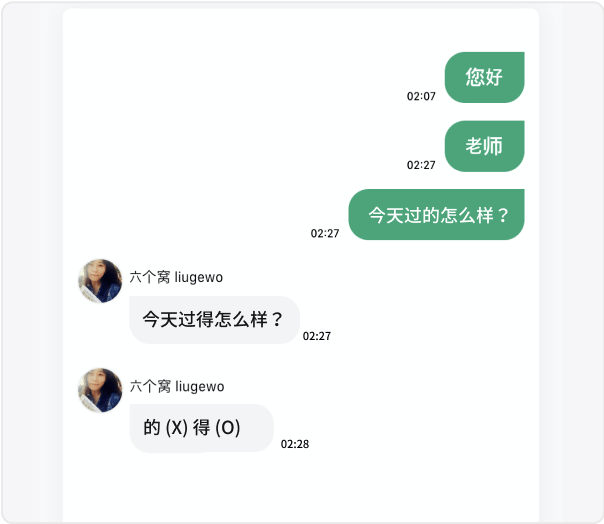 您好
02:07
老师
02:27
今天过的怎么样？
02:27
六个窝 liugewo
今天过得怎么样？
02:27
六个窝 liugewo
的 (X) 得 (O)
02:28